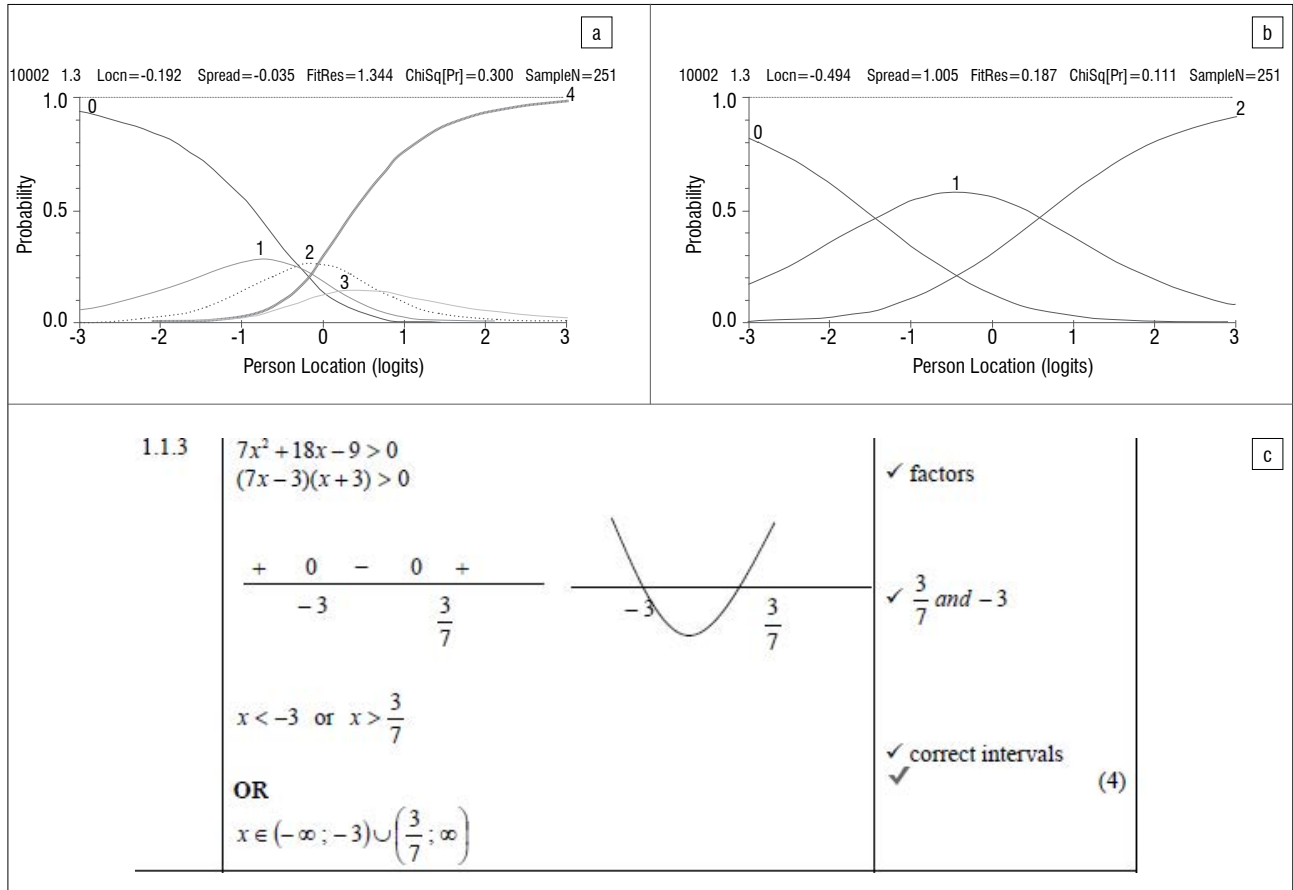 a
10002 1.3 Locn=-0.192 Spread=-0.035 FitRes=1.344 ChiSq[Pr]=0.300 SampleN=251
1.0
0.5
0.0
Probability
0
1
2
3
4
-3 -2 -1 0 1 2 3
Person Location (logits)
b
10002 1.3 Locn=-0.494 Spread=1.005 FitRes=0.187 ChiSq[Pr]=0.111 SampleN=251
1.0
0.5
0.0
Probability
0
1
2
-3 -2 -1 0 1 2 3
Person Location (logits)
c
1.1.3
7x² + 18x − 9 > 0
(7x − 3)(x + 3) > 0
✓ factors
+ 0 − 0 +
−3 3/7
−3 3/7
✓ 3/7 and −3
x < −3 or x > 3/7
✓ correct intervals
✓
(4)
OR
x ∈ (−∞ ; −3) ∪ (3/7 ; ∞)